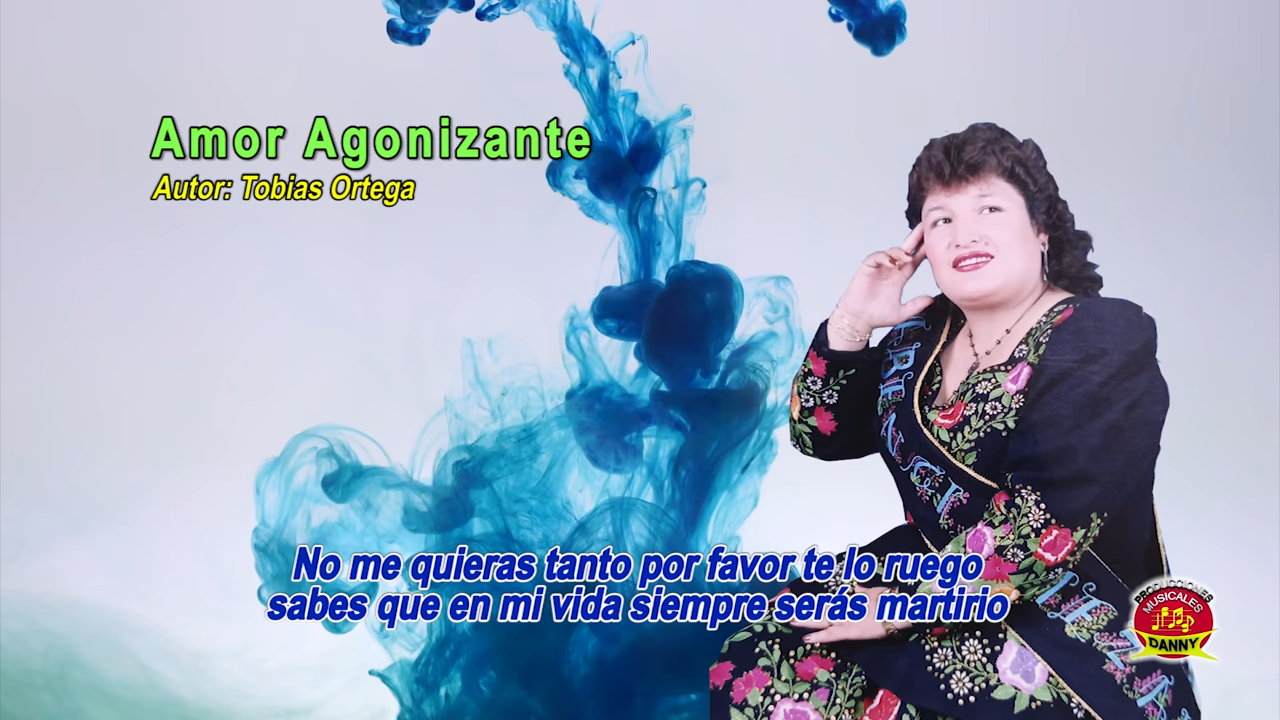 Amor Agonizante
Autor: Tobias Ortega
No me quieras tanto por favor te lo ruego
sabes que en mi vida siempre serás martirio
PRODUCCIONES
MUSICALES
DANNY